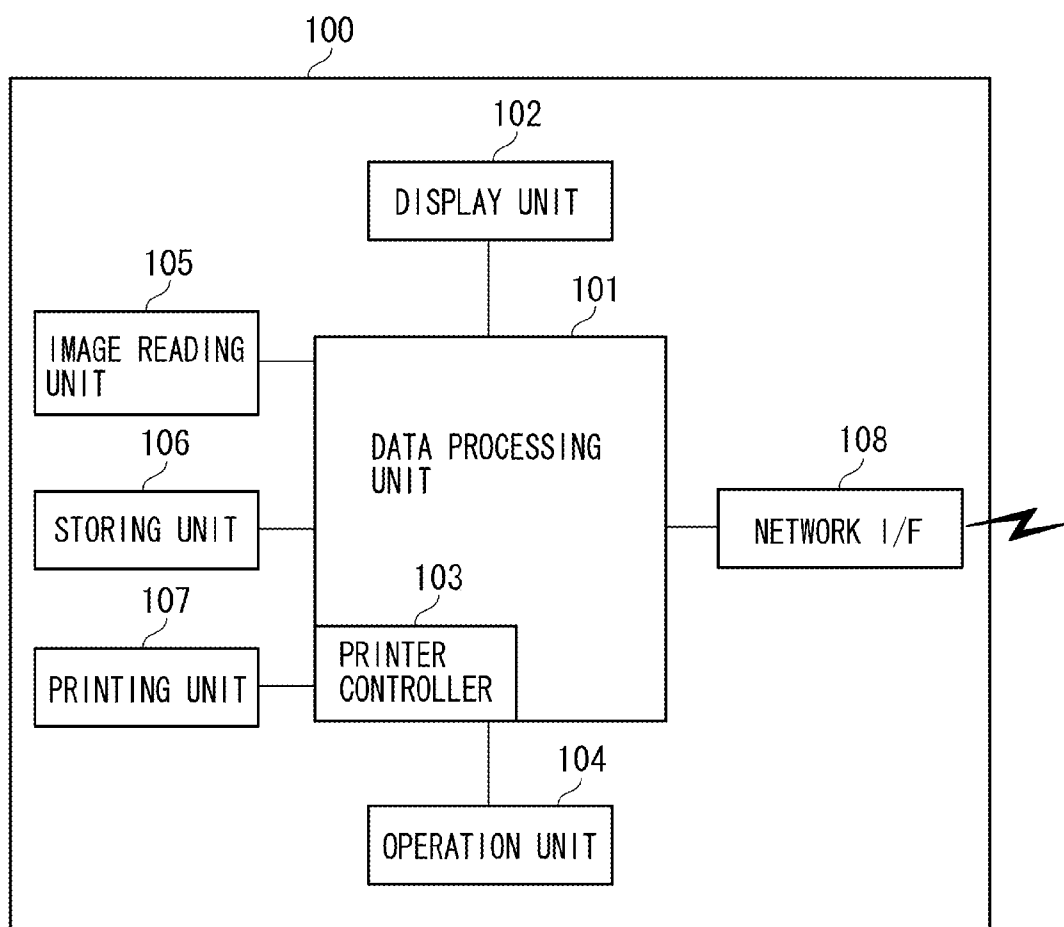 100
102
DISPLAY UNIT
105
101
IMAGE READING
UNIT
DATA PROCESSING
UNIT
106
108
STORING UNIT
NETWORK I/F
107
103
PRINTING UNIT
PRINTER
CONTROLLER
104
OPERATION UNIT